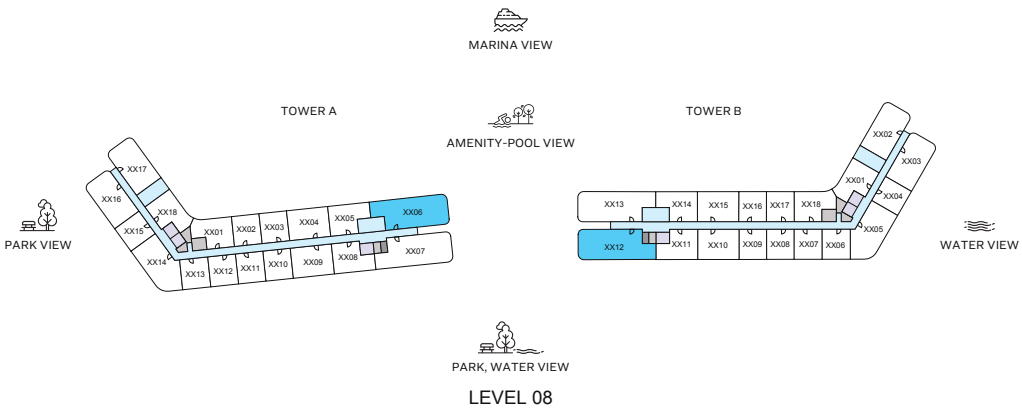 MARINA VIEW
TOWER A
TOWER B
AMENITY-POOL VIEW
XX17
XX16
XX18
XX15
XX14
XX01
XX02
XX03
XX04
XX05
XX06
XX13
XX12
XX11
XX10
XX09
XX08
XX07
XX02
XX03
XX01
XX04
XX05
XX13
XX14
XX15
XX16
XX17
XX18
XX12
XX11
XX10
XX09
XX08
XX07
XX06
PARK VIEW
WATER VIEW
PARK, WATER VIEW
LEVEL 08